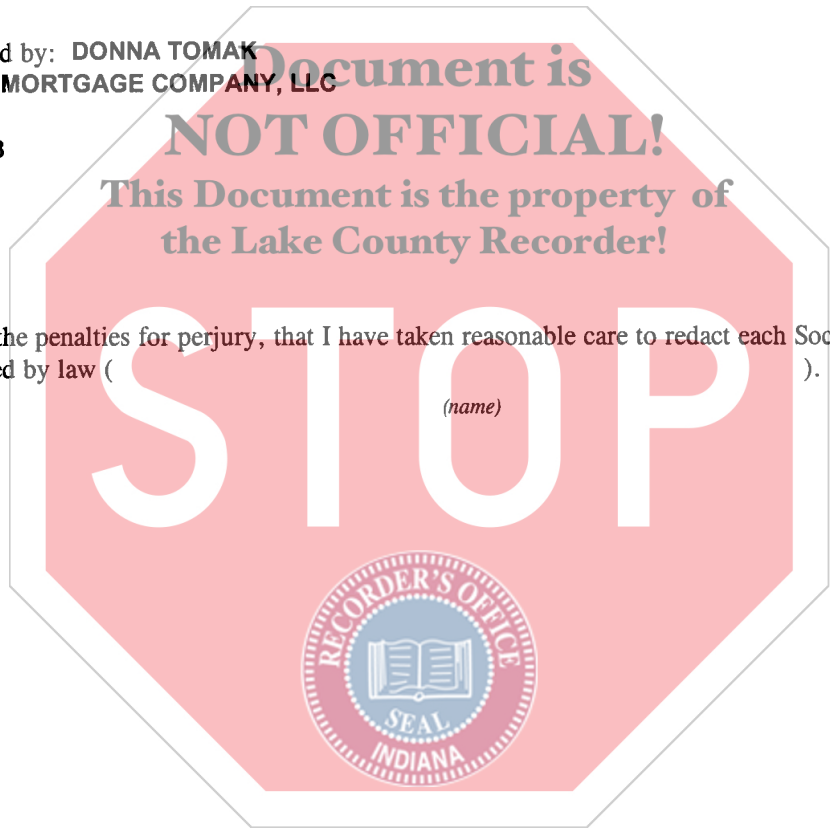 d by: DONNA TOMAK
MORTGAGE COMPANY, LLC
Document is
NOT OFFICIAL!
This Document is the property of
the Lake County Recorder!
the penalties for perjury, that I have taken reasonable care to redact each Soc
ed by law ( ).
(name)
STOP
RECORDER'S OFFICE
SEAL
INDIANA